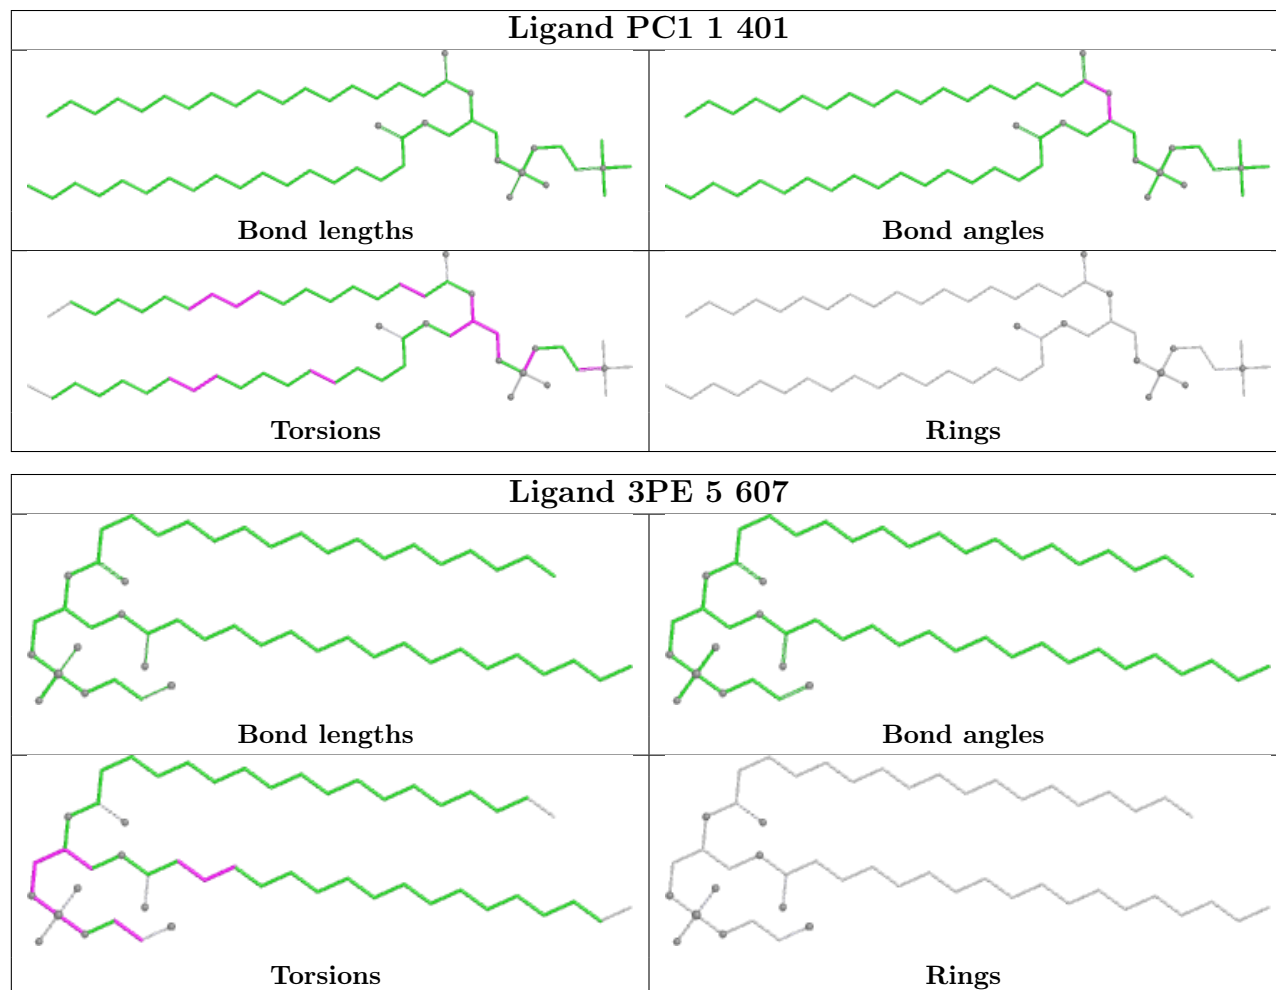 Ligand PC1 1 401
Bond lengths
Bond angles
Torsions
Rings
Ligand 3PE 5 607
Bond lengths
Bond angles
Torsions
Rings